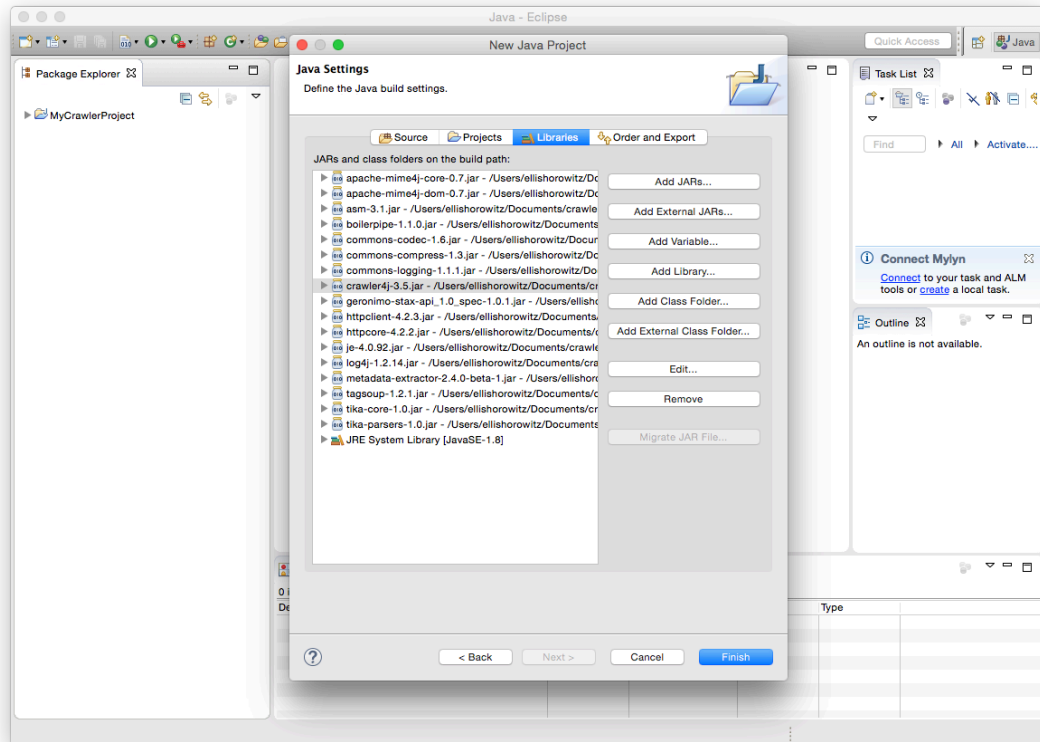 Java - Eclipse
Quick Access
Java
Package Explorer
MyCrawlerProject
New Java Project
Java Settings
Define the Java build settings.
Source
Projects
Libraries
Order and Export
JARs and class folders on the build path:
apache-mime4j-core-0.7.jar - /Users/ellishorowitz/Do
apache-mime4j-dom-0.7.jar - /Users/ellishorowitz/Do
asm-3.1.jar - /Users/ellishorowitz/Documents/crawle
boilerpipe-1.1.0.jar - /Users/ellishorowitz/Documents
commons-codec-1.6.jar - /Users/ellishorowitz/Docum
commons-compress-1.3.jar - /Users/ellishorowitz/Do
commons-logging-1.1.1.jar - /Users/ellishorowitz/Do
crawler4j-3.5.jar - /Users/ellishorowitz/Documents/cr
geronimo-stax-api_1.0_spec-1.0.1.jar - /Users/ellisho
httpclient-4.2.3.jar - /Users/ellishorowitz/Document
httpcore-4.2.2.jar - /Users/ellishorowitz/Documents/
je-4.0.92.jar - /Users/ellishorowitz/Documents/crawle
log4j-1.2.14.jar - /Users/ellishorowitz/Documents/cra
metadata-extractor-2.4.0-beta-1.jar - /Users/ellishoro
tagsoup-1.2.1.jar - /Users/ellishorowitz/Documents/c
tika-core-1.0.jar - /Users/ellishorowitz/Documents/cr
tika-parsers-1.0.jar - /Users/ellishorowitz/Documents
JRE System Library [JavaSE-1.8]
Add JARs...
Add External JARs...
Add Variable...
Add Library...
Add Class Folder...
Add External Class Folder...
Edit...
Remove
Migrate JAR File...
?
< Back
Next >
Cancel
Finish
Task List
Find
All
Activate....
Connect Mylyn
Connect to your task and ALM
tools or create a local task.
Outline
An outline is not available.
Type